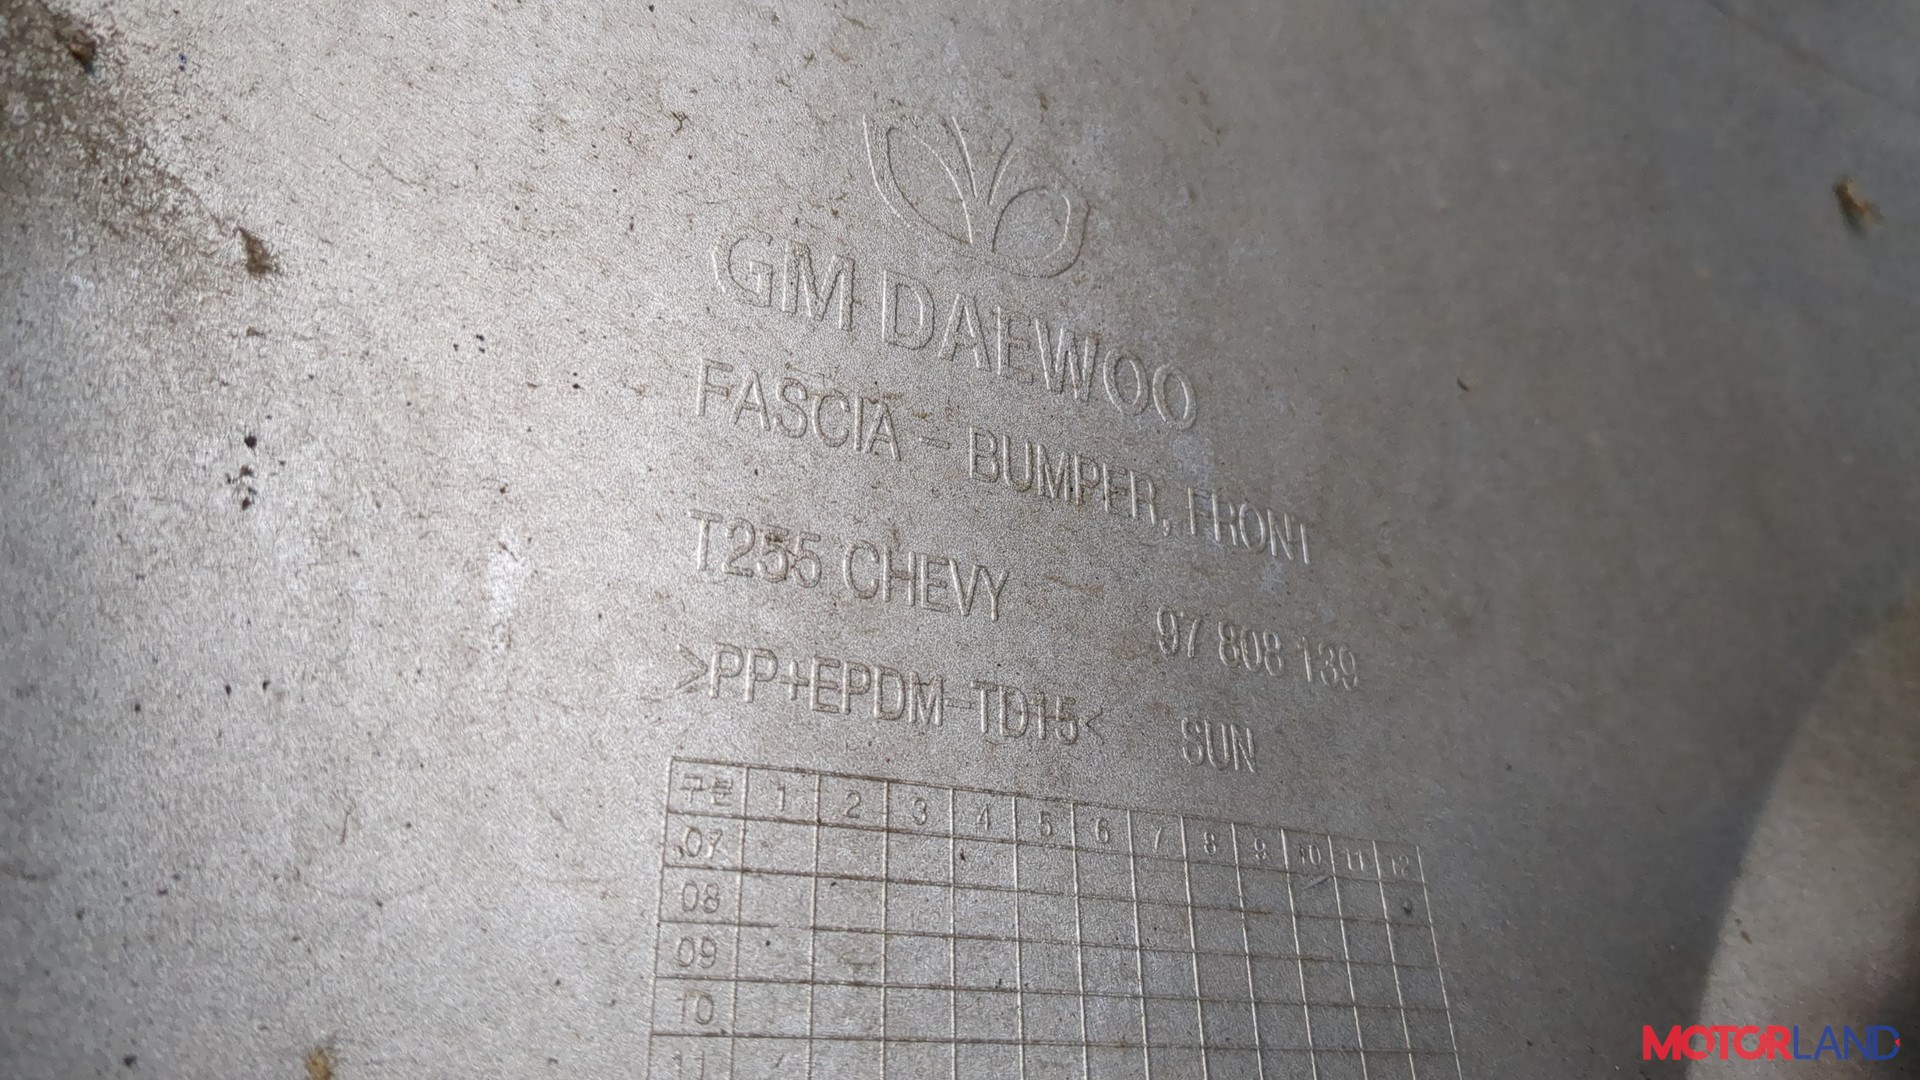 GM DAEWOO
FASCIA - BUMPER, FRONT
T255 CHEVY 97 808 139
>PP+EPDM-TD15< SUN
구분 1 2 3 4 5 6 7 8 9 10 11 12
07
08
09
10
11
MOTORLAND